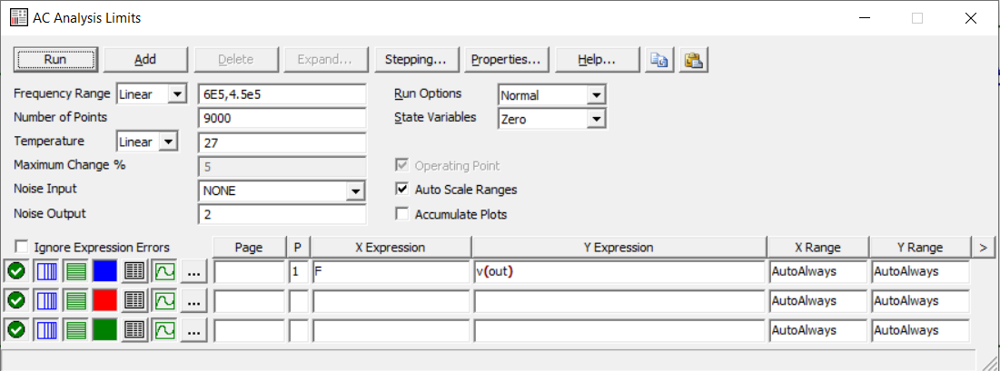 AC Analysis Limits
Run Add Delete Expand... Stepping... Properties... Help...
Frequency Range Linear 6E5,4.5e5 Run Options Normal
Number of Points 9000 State Variables Zero
Temperature Linear 27
Maximum Change % 5 Operating Point
Noise Input NONE Auto Scale Ranges
Noise Output 2 Accumulate Plots
Ignore Expression Errors Page P X Expression Y Expression X Range Y Range >
... 1 F v(out) AutoAlways AutoAlways
... AutoAlways AutoAlways
... AutoAlways AutoAlways